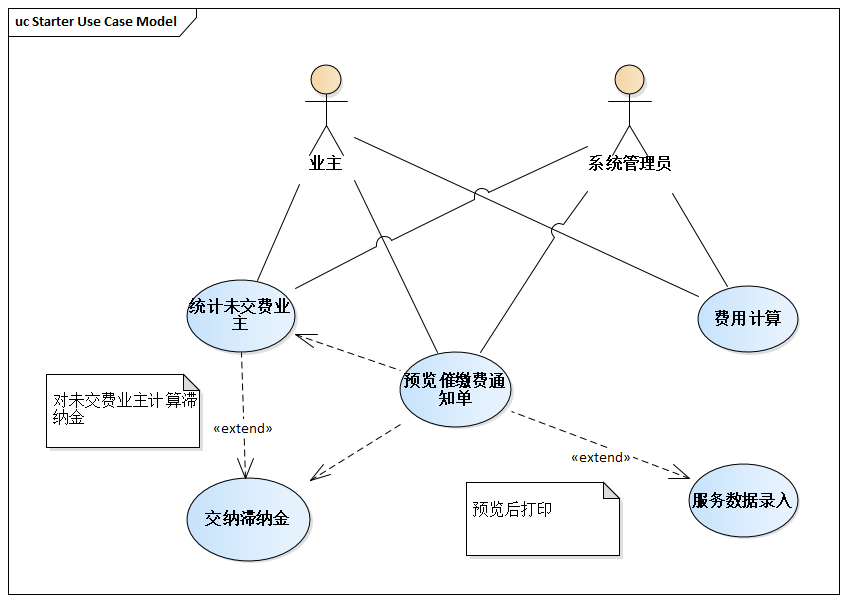 uc Starter Use Case Model
业主
系统管理员
统计未交费业
主
费用计算
预览催缴费通
知单
对未交费业主计算滞
纳金
«extend»
«extend»
服务数据录入
预览后打印
交纳滞纳金